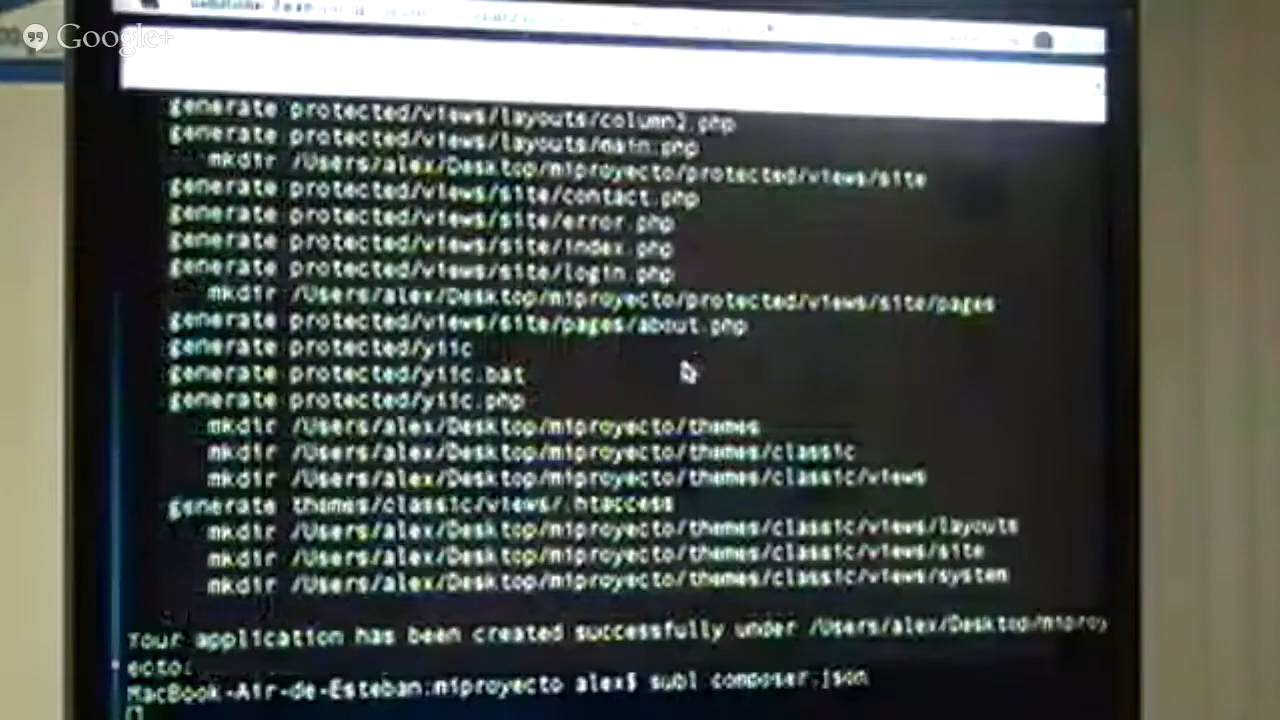 Google+
generate protected/views/layouts/column2.php
generate protected/views/layouts/main.php
mkdir /Users/alex/Desktop/miproyecto/protected/views/site
generate protected/views/site/contact.php
generate protected/views/site/error.php
generate protected/views/site/index.php
generate protected/views/site/login.php
mkdir /Users/alex/Desktop/miproyecto/protected/views/site/pages
generate protected/views/site/pages/about.php
generate protected/yiic
generate protected/yiic.bat
generate protected/yiic.php
mkdir /Users/alex/Desktop/miproyecto/themes
mkdir /Users/alex/Desktop/miproyecto/themes/classic
mkdir /Users/alex/Desktop/miproyecto/themes/classic/views
generate themes/classic/views/.htaccess
mkdir /Users/alex/Desktop/miproyecto/themes/classic/views/layouts
mkdir /Users/alex/Desktop/miproyecto/themes/classic/views/site
mkdir /Users/alex/Desktop/miproyecto/themes/classic/views/system
Your application has been created successfully under /Users/alex/Desktop/miproy
ecto.
MacBook-Air-de-Esteban:miproyecto alex$ subl composer.json